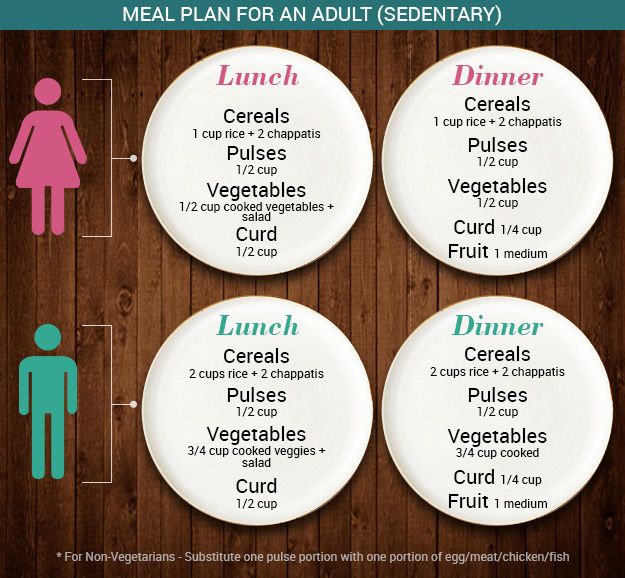 MEAL PLAN FOR AN ADULT (SEDENTARY)
Lunch
Cereals
1 cup rice + 2 chappatis
Pulses
1/2 cup
Vegetables
1/2 cup cooked vegetables +
salad
Curd
1/2 cup
Dinner
Cereals
1 cup rice + 2 chappatis
Pulses
1/2 cup
Vegetables
1/2 cup
Curd 1/4 cup
Fruit 1 medium
Lunch
Cereals
2 cups rice + 2 chappatis
Pulses
1/2 cup
Vegetables
3/4 cup cooked veggies +
salad
Curd
1/2 cup
Dinner
Cereals
2 cups rice + 2 chappatis
Pulses
1/2 cup
Vegetables
3/4 cup cooked
Curd 1/4 cup
Fruit 1 medium
* For Non-Vegetarians - Substitute one pulse portion with one portion of egg/meat/chicken/fish